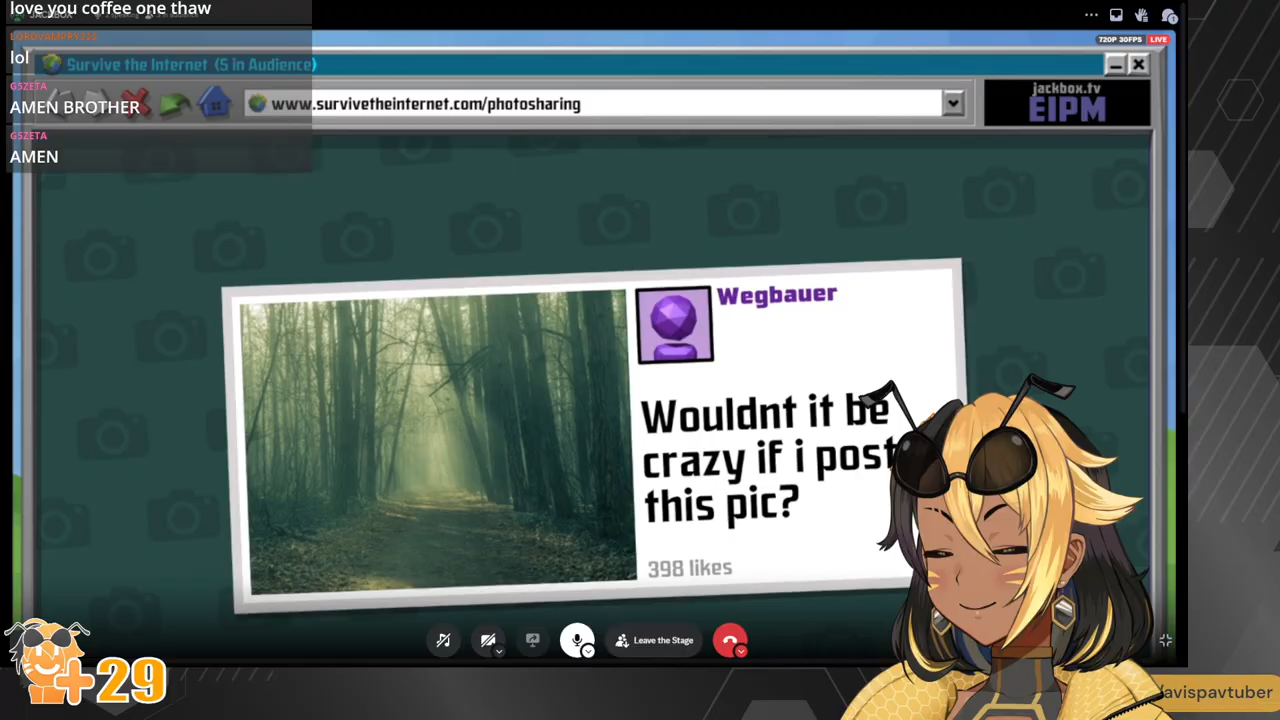 love you coffee one thaw
LORDVAMPRY235
lol
G5ZETA
AMEN BROTHER
G5ZETA
AMEN
720P 30FPS
LIVE
Survive the Internet (5 in Audience)
www.survivetheinternet.com/photosharing
jackbox.tv
EIPM
Wegbauer
Wouldnt it be
crazy if i post
this pic?
398 likes
Leave the Stage
+29
/avispavtuber